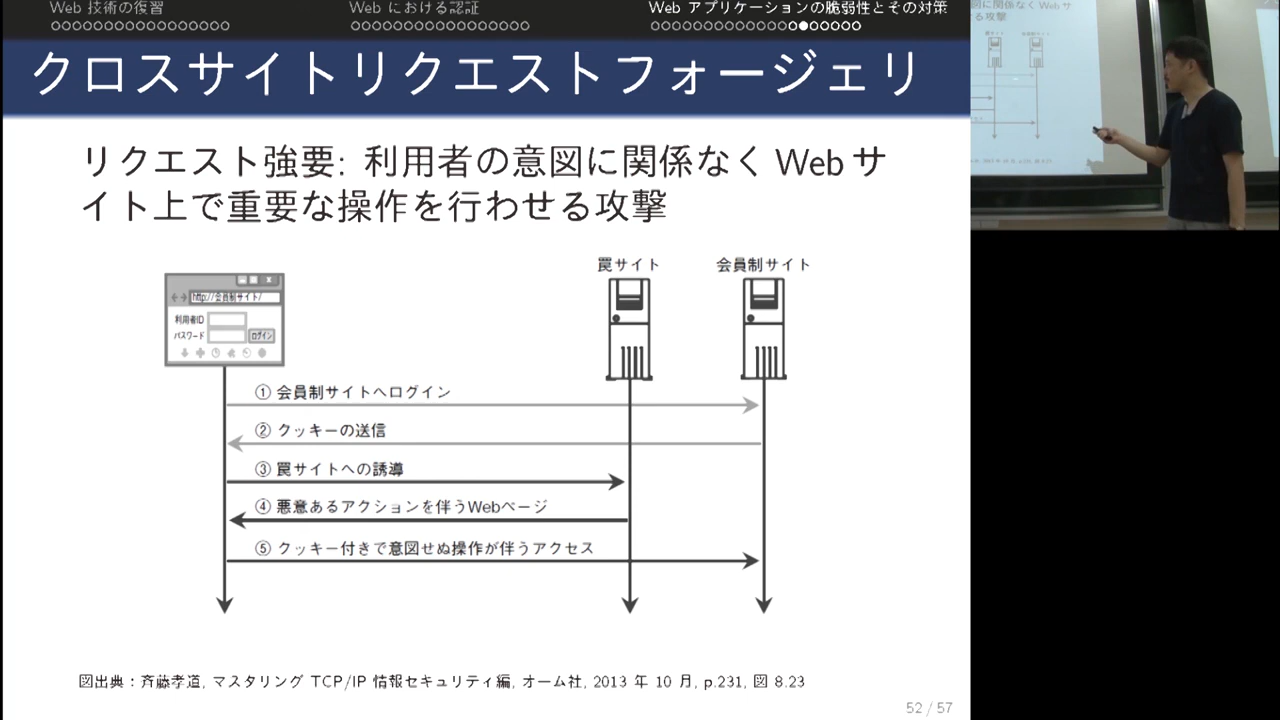 Web 技術の復習
Web における認証
Web アプリケーションの脆弱性とその対策
クロスサイトリクエストフォージェリ
リクエスト強要: 利用者の意図に関係なく Web サ
イト上で重要な操作を行わせる攻撃
罠サイト
会員制サイト
http://会員制サイト/
利用者ID
パスワード
ログイン
① 会員制サイトへログイン
② クッキーの送信
③ 罠サイトへの誘導
④ 悪意あるアクションを伴うWebページ
⑤ クッキー付きで意図せぬ操作が伴うアクセス
図出典：斉藤孝道, マスタリング TCP/IP 情報セキュリティ編, オーム社, 2013 年 10 月, p.231, 図 8.23
52 / 57
図に関係なく Web サ
る攻撃